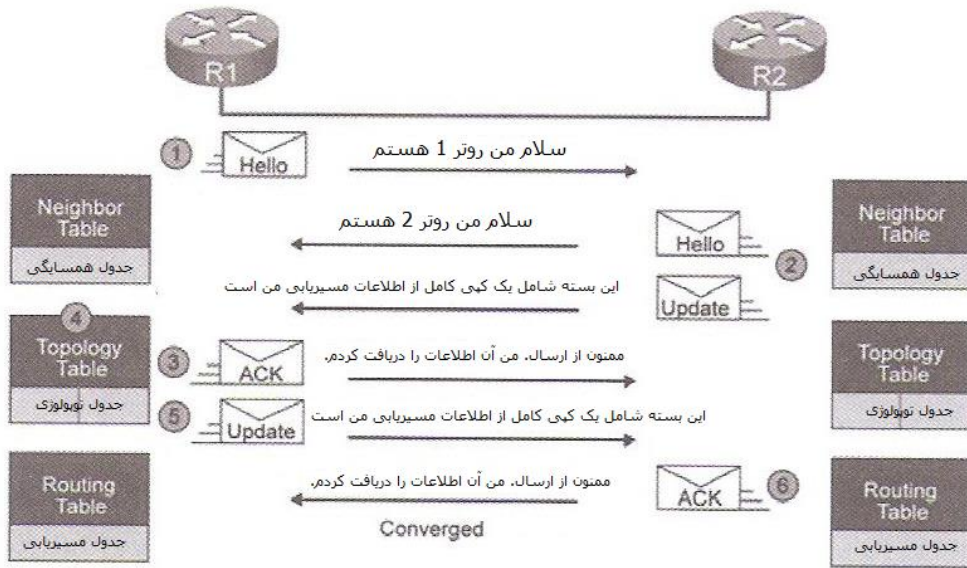 R1
R2
1
Hello
سلام من روتر 1 هستم
Neighbor
Table
جدول همسایگی
سلام من روتر 2 هستم
Hello
2
Neighbor
Table
جدول همسایگی
این بسته شامل یک کپی کامل از اطلاعات مسیریابی من است
Update
4
Topology
Table
جدول توپولوژی
3
ACK
ممنون از ارسال، من آن اطلاعات را دریافت کردم.
Topology
Table
جدول توپولوژی
5
Update
این بسته شامل یک کپی کامل از اطلاعات مسیریابی من است
Routing
Table
جدول مسیریابی
ممنون از ارسال، من آن اطلاعات را دریافت کردم.
ACK
6
Routing
Table
جدول مسیریابی
Converged